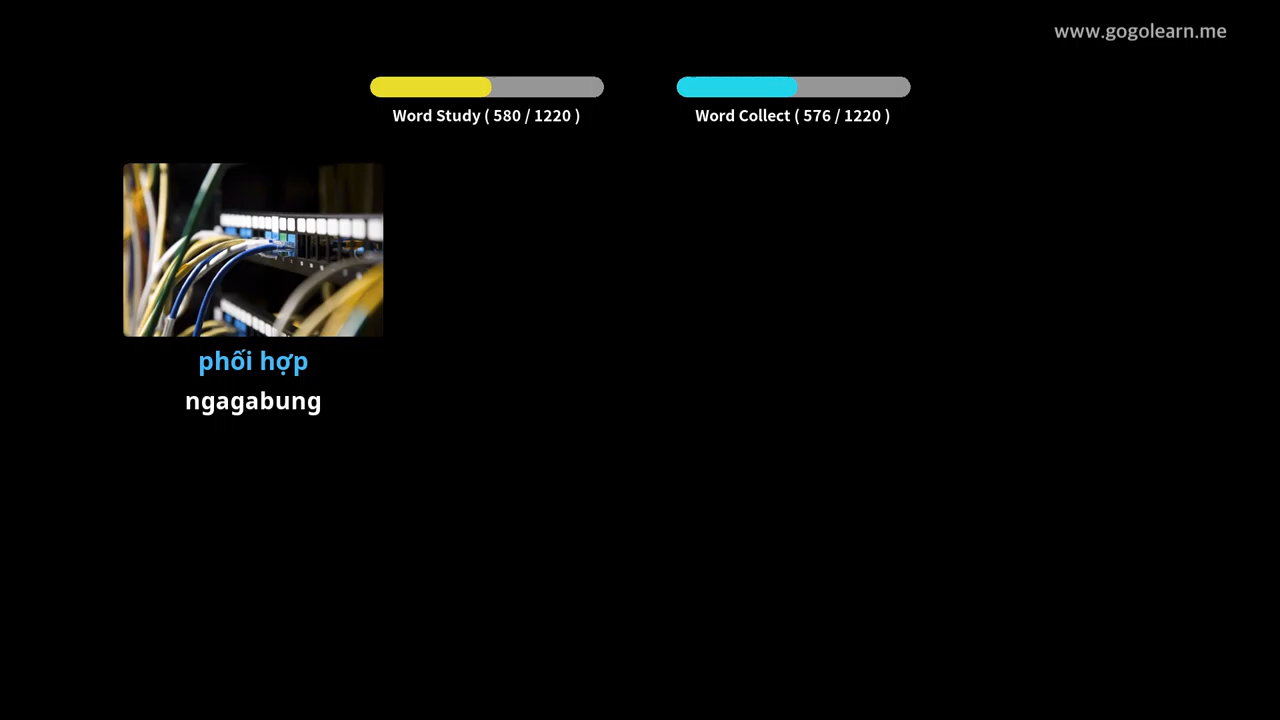 www.gogolearn.me
Word Study ( 580 / 1220 )
Word Collect ( 576 / 1220 )
phối hợp
ngagabung